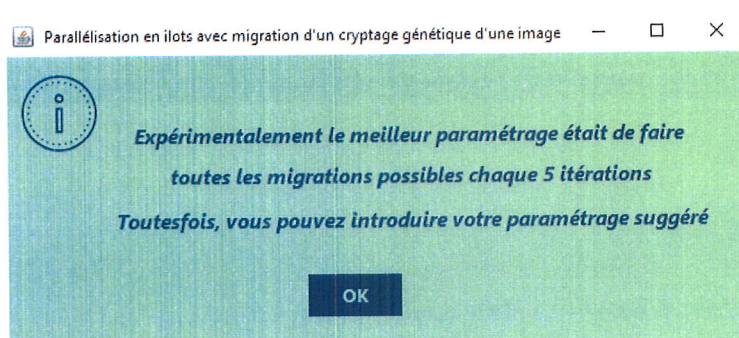 Parallélisation en ilots avec migration d'un cryptage génétique d'une image
Expérimentalement le meilleur paramétrage était de faire
toutes les migrations possibles chaque 5 itérations
Toutesfois, vous pouvez introduire votre paramétrage suggéré
OK